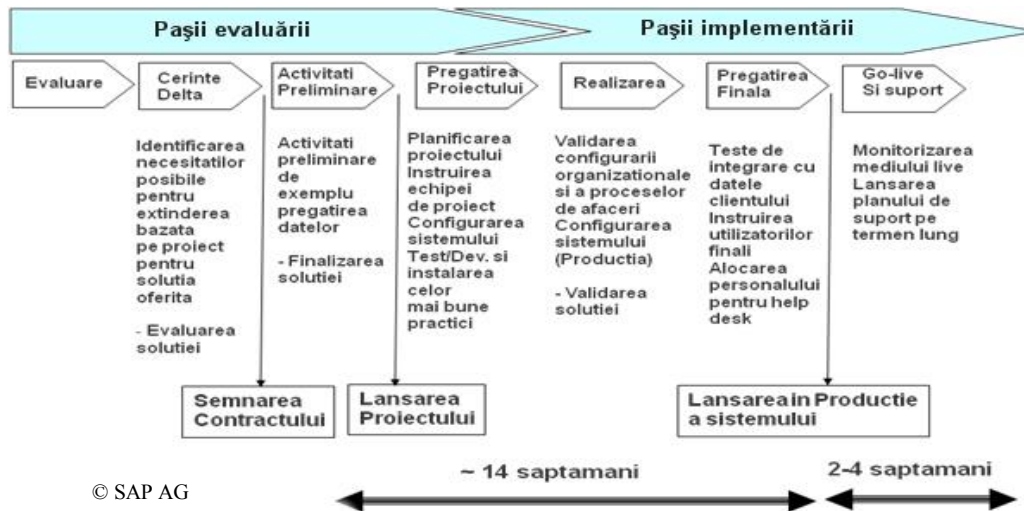 Paşii evaluării
Paşii implementării
Evaluare
Cerinte
Delta
Activitati
Preliminare
Pregatirea
Proiectului
Realizarea
Pregatirea
Finala
Go-live
Si suport
Identificarea
necesitatilor
posibile
pentru
extinderea
bazata
pe proiect
pentru
solutia
oferita
- Evaluarea
solutiei
Activitati
preliminare
de
exemplu
pregatirea
datelor
- Finalizarea
solutiei
Planificarea
proiectului
Instruirea
echipei
de proiect
Configurarea
sistemului
Test/Dev. si
instalarea
celor
mai bune
practici
Validarea
configurarii
organizationale
si a proceselor
de afaceri
Configurarea
sistemului
(Productia)
- Validarea
solutiei
Teste de
integrare cu
datele
clientului
Instruirea
utilizatorilor
finali
Alocarea
personalului
pentru help
desk
Monitorizarea
mediului live
Lansarea
planului de
suport pe
termen lung
Semnarea
Contractului
Lansarea
Proiectului
Lansarea in Productie
a sistemului
~ 14 saptamani
2-4 saptamani
© SAP AG